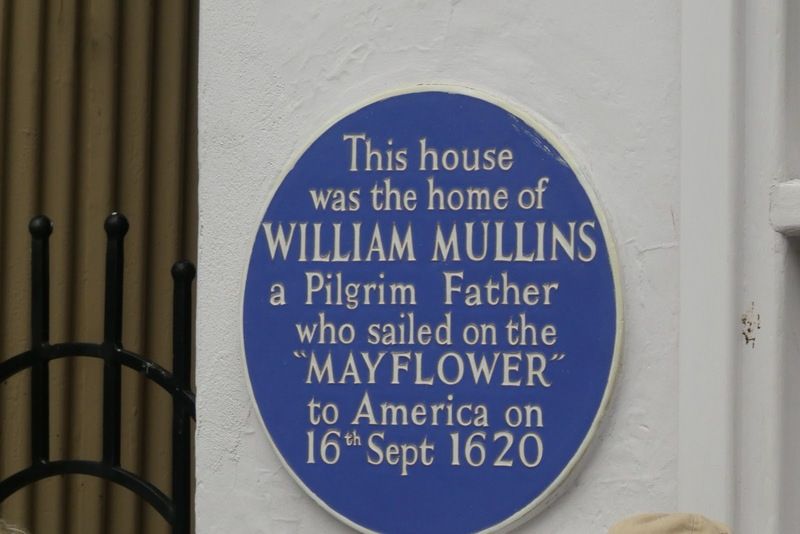 This house
was the home of
WILLIAM MULLINS
a Pilgrim Father
who sailed on the
"MAYFLOWER"
to America on
16th Sept 1620